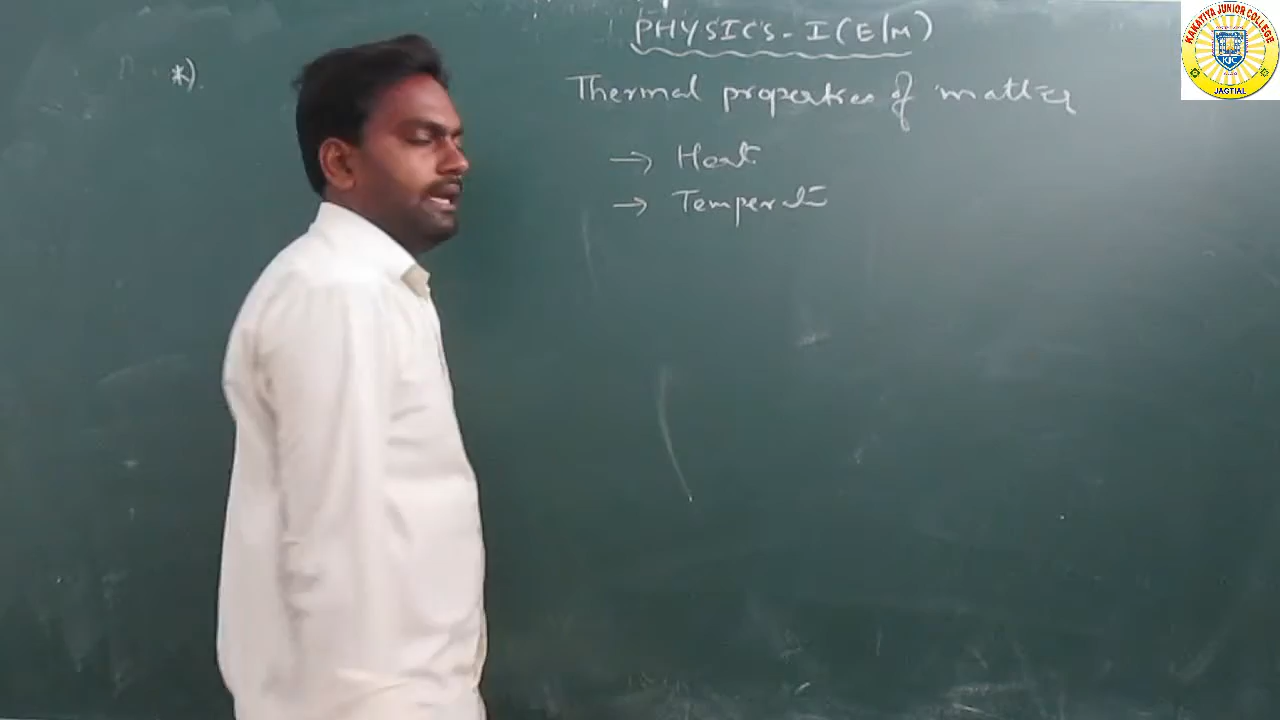 PHYSICS - I (E/M)
*)
Thermal properties of matter
→ Heat
→ Temperature
KAKATIYA JUNIOR COLLEGE
KJC
JAGTIAL